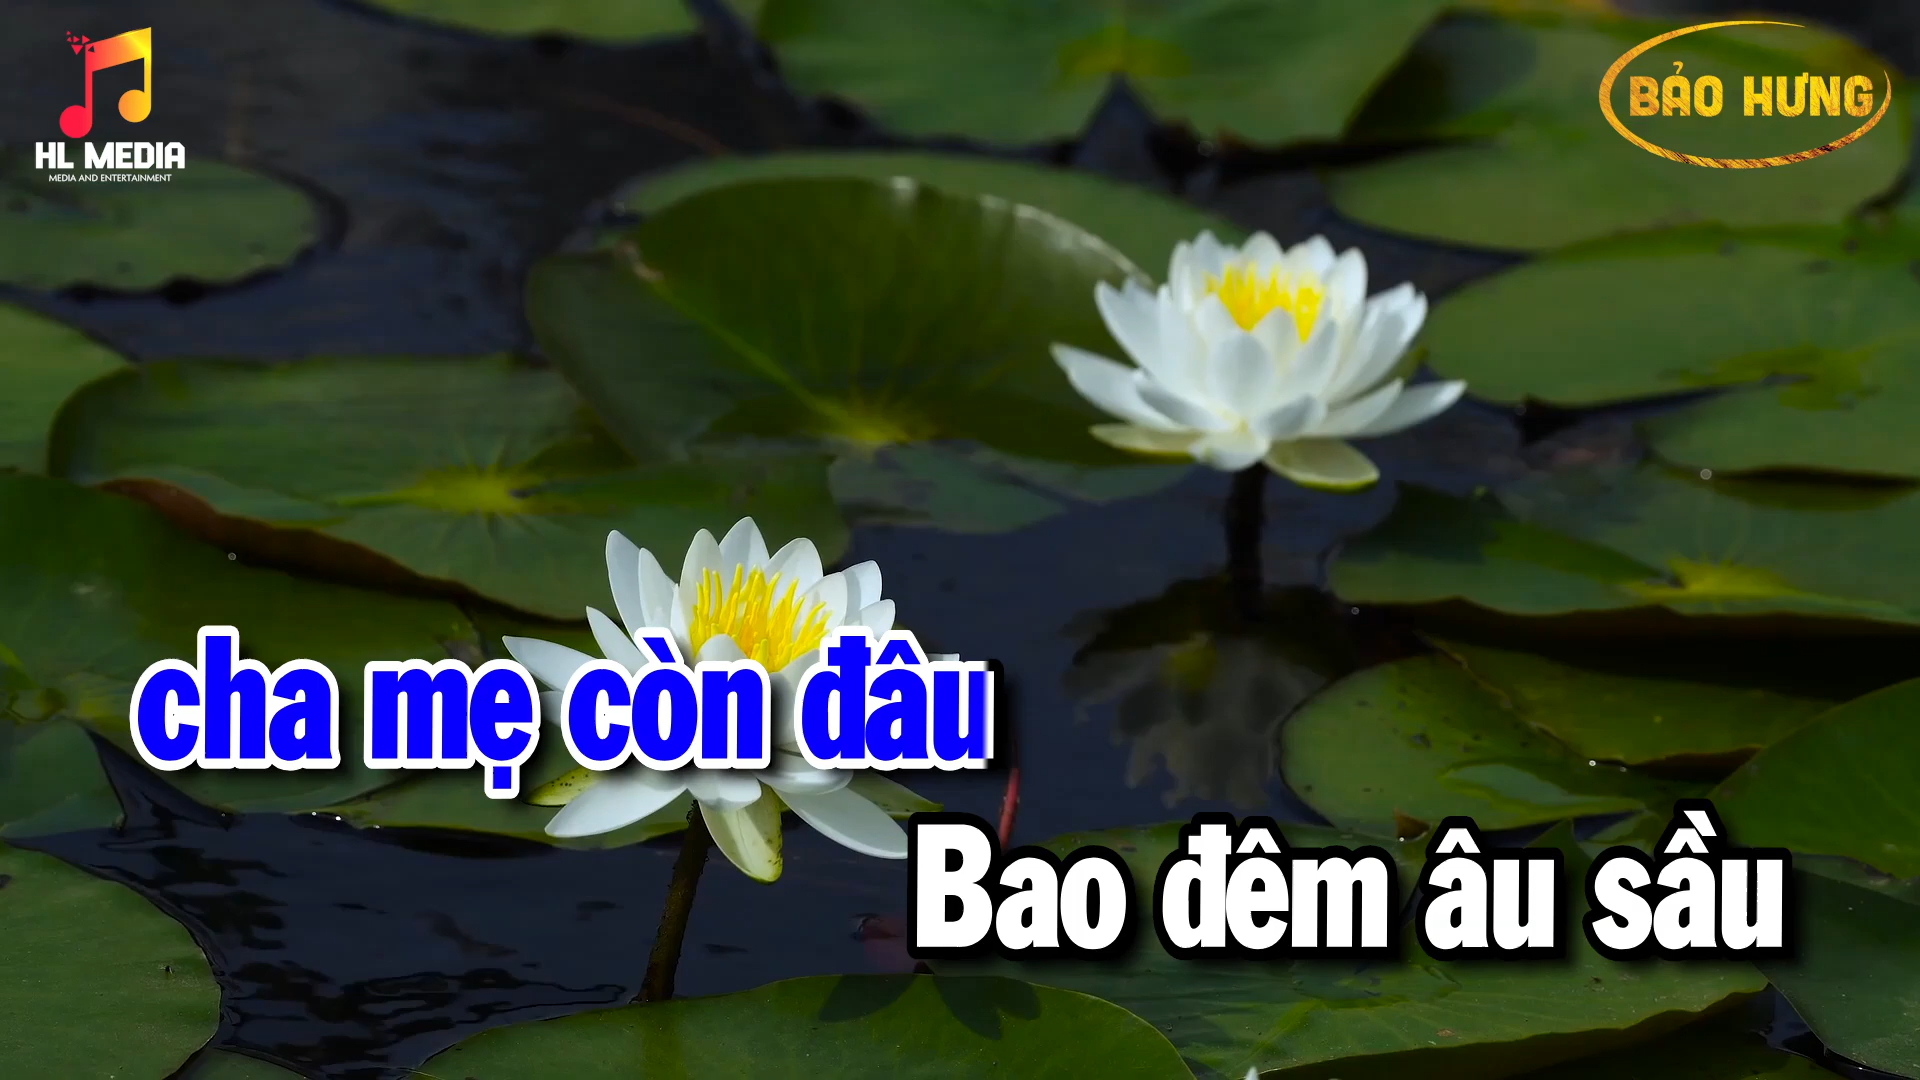 HL MEDIA
MEDIA AND ENTERTAINMENT
BẢO HƯNG
cha mẹ còn đâu
Bao đêm âu sầu